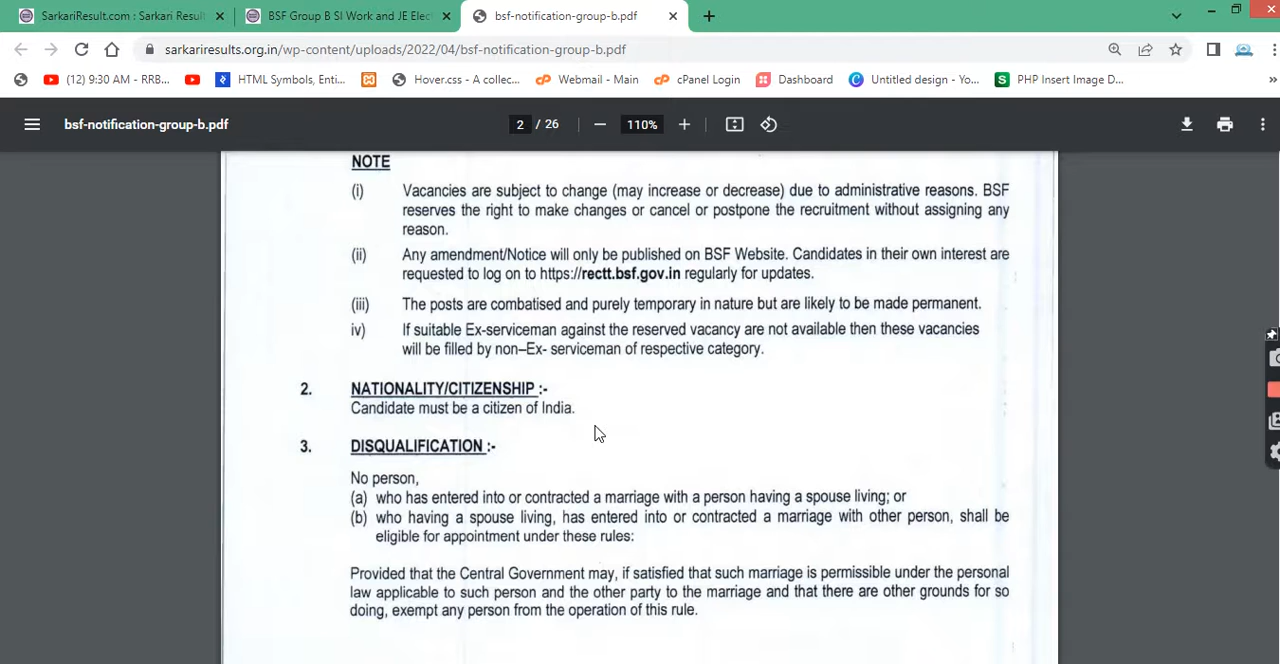 SarkariResult.com : Sarkari Resul
BSF Group B SI Work and JE Elec
bsf-notification-group-b.pdf
sarkariresults.org.in/wp-content/uploads/2022/04/bsf-notification-group-b.pdf
(12) 9:30 AM - RRB...
HTML Symbols, Enti...
Hover.css - A collec...
Webmail - Main
cPanel Login
Dashboard
Untitled design - Yo...
PHP Insert Image D...
bsf-notification-group-b.pdf
2 / 26
110%
NOTE
(i) Vacancies are subject to change (may increase or decrease) due to administrative reasons. BSF
reserves the right to make changes or cancel or postpone the recruitment without assigning any
reason.
(ii) Any amendment/Notice will only be published on BSF Website. Candidates in their own interest are
requested to log on to https://rectt.bsf.gov.in regularly for updates.
(iii) The posts are combatised and purely temporary in nature but are likely to be made permanent.
iv) If suitable Ex-serviceman against the reserved vacancy are not available then these vacancies
will be filled by non–Ex- serviceman of respective category.
2. NATIONALITY/CITIZENSHIP :-
Candidate must be a citizen of India.
3. DISQUALIFICATION :-
No person,
(a) who has entered into or contracted a marriage with a person having a spouse living; or
(b) who having a spouse living, has entered into or contracted a marriage with other person, shall be
eligible for appointment under these rules:
Provided that the Central Government may, if satisfied that such marriage is permissible under the personal
law applicable to such person and the other party to the marriage and that there are other grounds for so
doing, exempt any person from the operation of this rule.